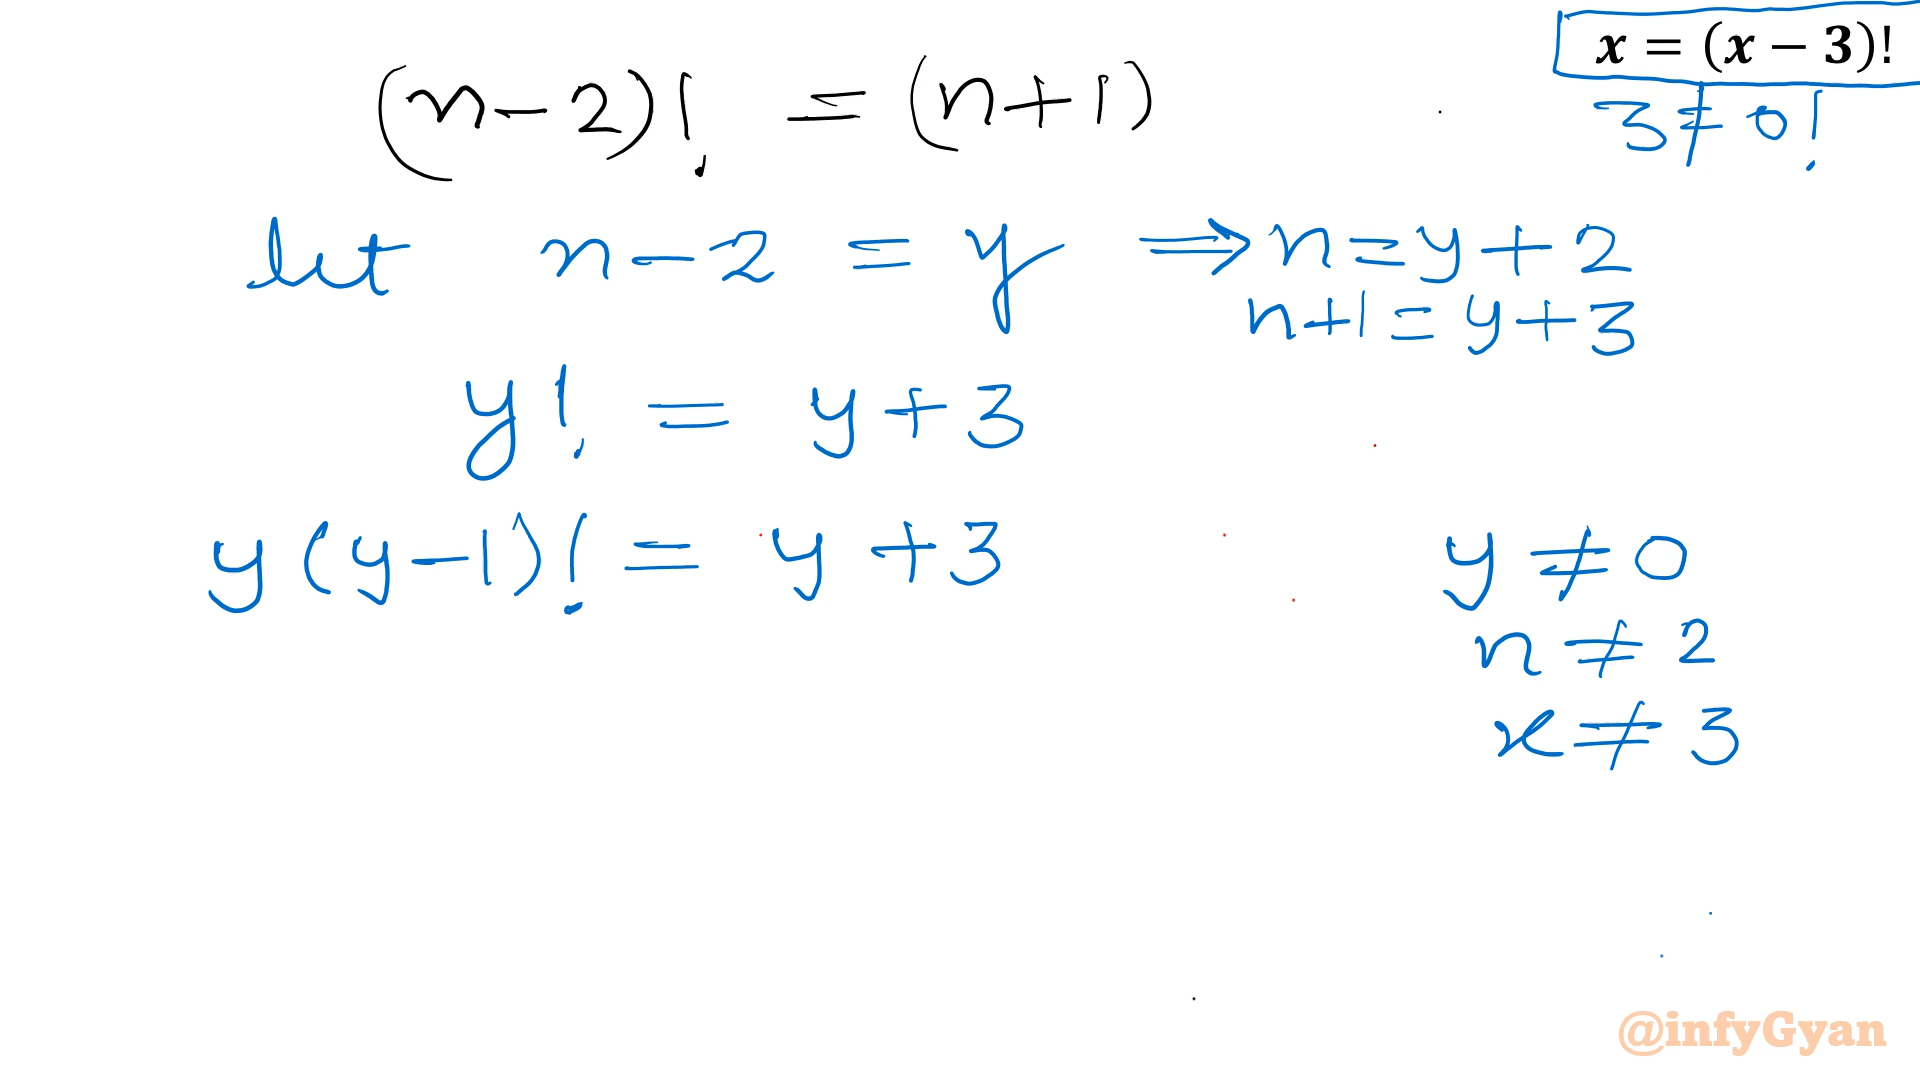 x = (x − 3)!
(n-2)! = (n+1)
3 ≠ 0!
let n-2 = y ⟹ n=y+2
n+1=y+3
y! = y+3
y(y-1)! = y+3
y ≠ 0
n ≠ 2
x ≠ 3
@infyGyan